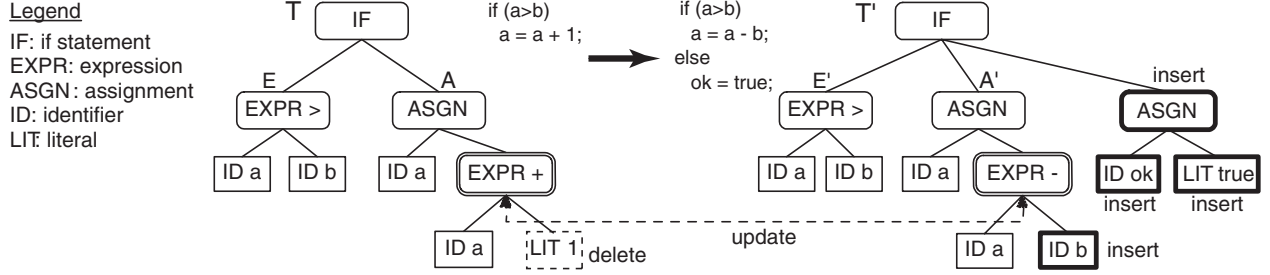 Legend
IF: if statement
EXPR: expression
ASGN: assignment
ID: identifier
LIT: literal
T
IF
if (a>b)
a = a + 1;
if (a>b)
a = a - b;
else
ok = true;
T'
IF
E
A
EXPR >
ASGN
E'
A'
insert
EXPR >
ASGN
ASGN
ID a
ID b
ID a
EXPR +
ID a
ID b
ID a
EXPR -
ID ok
LIT true
insert
insert
ID a
LIT 1
delete
update
ID a
ID b
insert